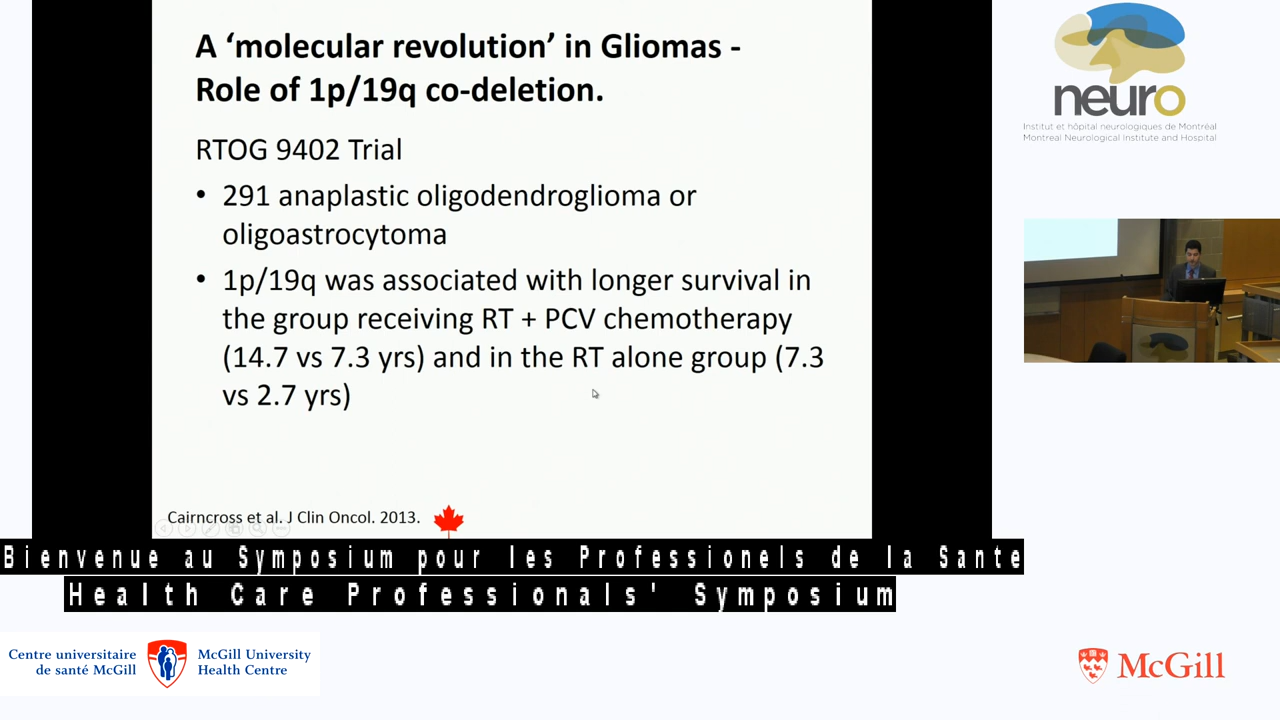 A ‘molecular revolution’ in Gliomas -
Role of 1p/19q co-deletion.
RTOG 9402 Trial
• 291 anaplastic oligodendroglioma or
oligoastrocytoma
• 1p/19q was associated with longer survival in
the group receiving RT + PCV chemotherapy
(14.7 vs 7.3 yrs) and in the RT alone group (7.3
vs 2.7 yrs)
Cairncross et al. J Clin Oncol. 2013.
neuro
Institut et hôpital neurologiques de Montréal
Montreal Neurological Institute and Hospital
Bienvenue au Symposium pour les Professionels de la Sante
Health Care Professionals' Symposium
Centre universitaire
de santé McGill
McGill University
Health Centre
McGill